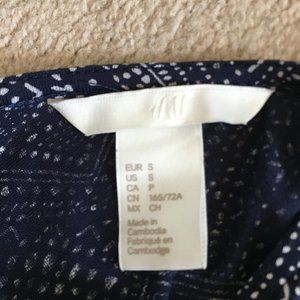 H&M
EUR S
US S
CA P
CN 165/72A
MX CH
Made in
Cambodia
Fabriqué en
Cambodge